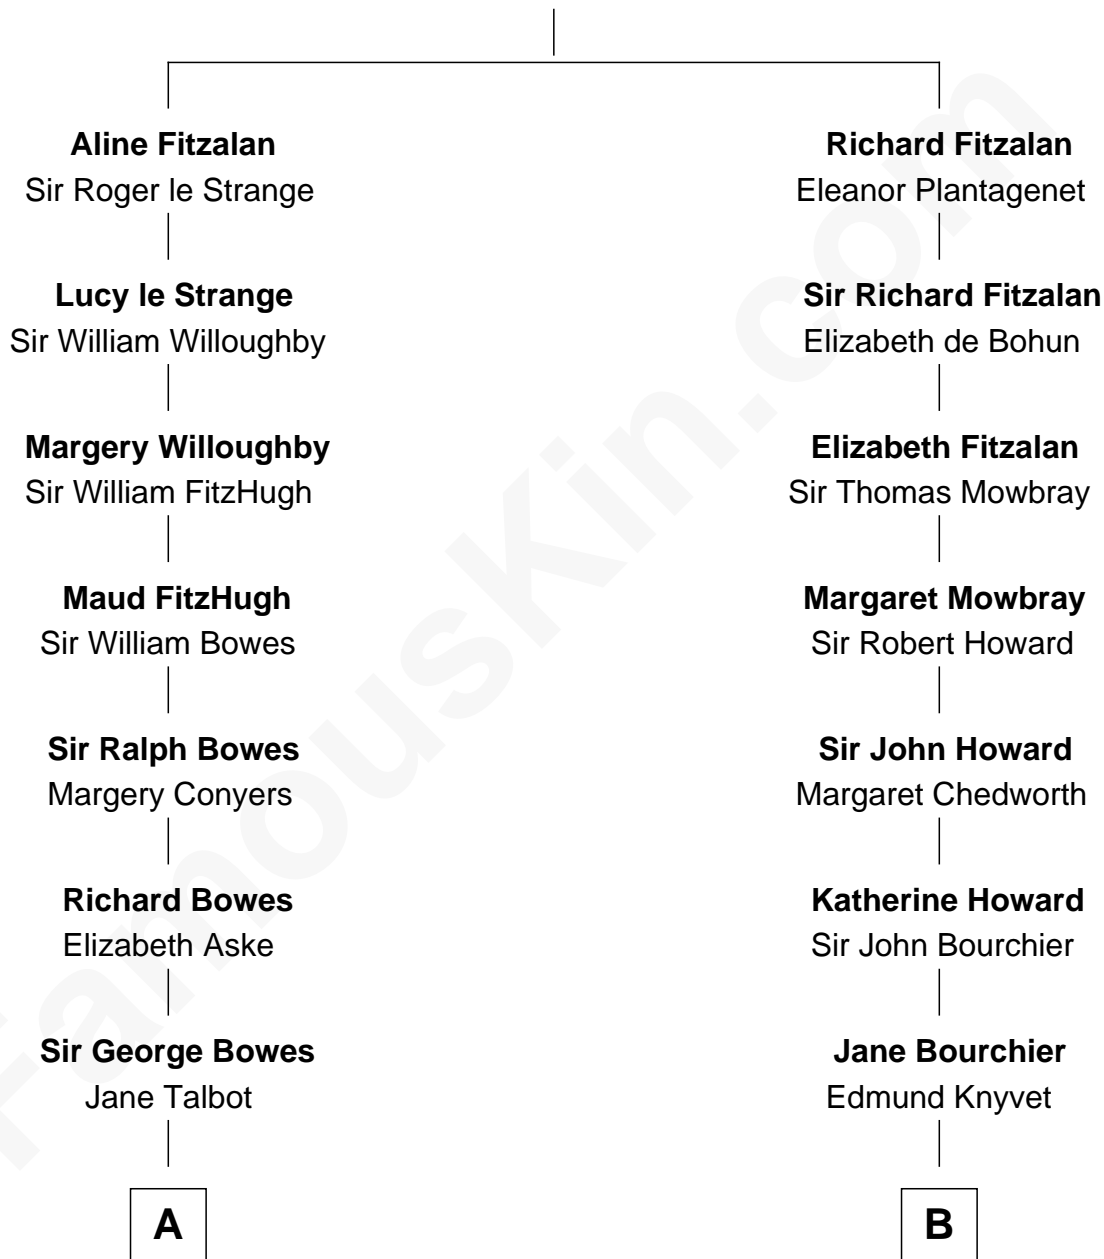 Aline Fitzalan
Sir Roger le Strange
Lucy le Strange
Sir William Willoughby
Margery Willoughby
Sir William FitzHugh
Maud FitzHugh
Sir William Bowes
Sir Ralph Bowes
Margery Conyers
Richard Bowes
Elizabeth Aske
Sir George Bowes
Jane Talbot
A
Richard Fitzalan
Eleanor Plantagenet
Sir Richard Fitzalan
Elizabeth de Bohun
Elizabeth Fitzalan
Sir Thomas Mowbray
Margaret Mowbray
Sir Robert Howard
Sir John Howard
Margaret Chedworth
Katherine Howard
Sir John Bourchier
Jane Bourchier
Edmund Knyvet
B
FamousKin.com